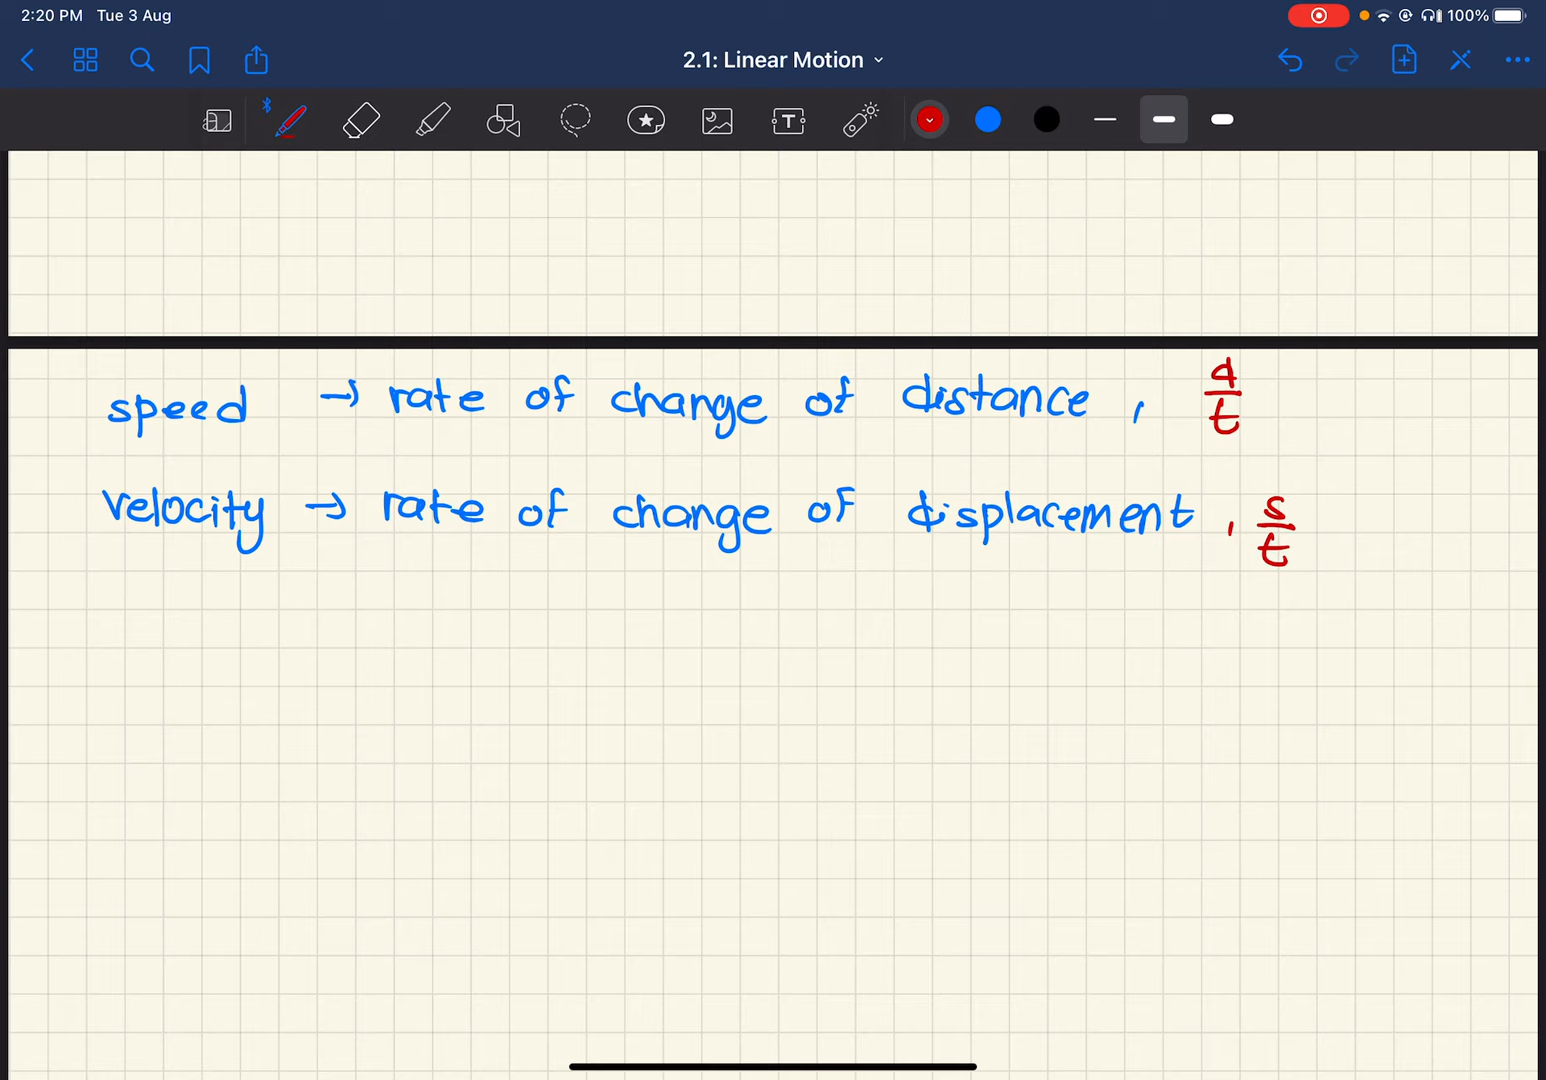 2:20 PM Tue 3 Aug 100%
2.1: Linear Motion
T
speed → rate of change of distance, d/t
velocity → rate of change of displacement, s/t